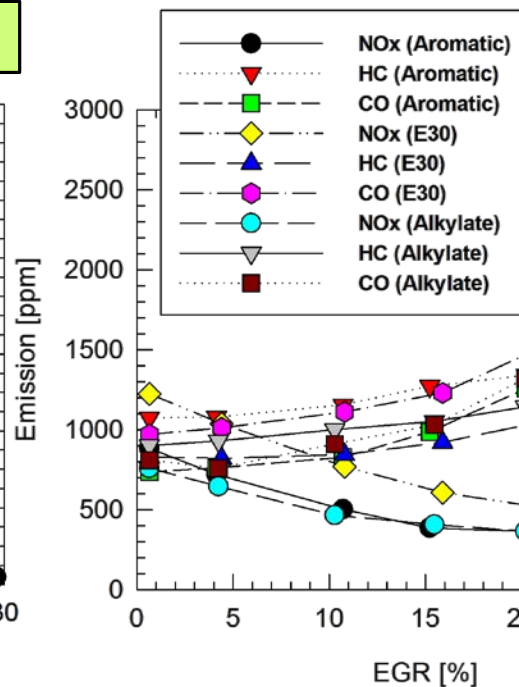 NOx (Aromatic)
HC (Aromatic)
CO (Aromatic)
NOx (E30)
HC (E30)
CO (E30)
NOx (Alkylate)
HC (Alkylate)
CO (Alkylate)
3000
2500
2000
1500
1000
500
0
Emission [ppm]
0 5 10 15
EGR [%]